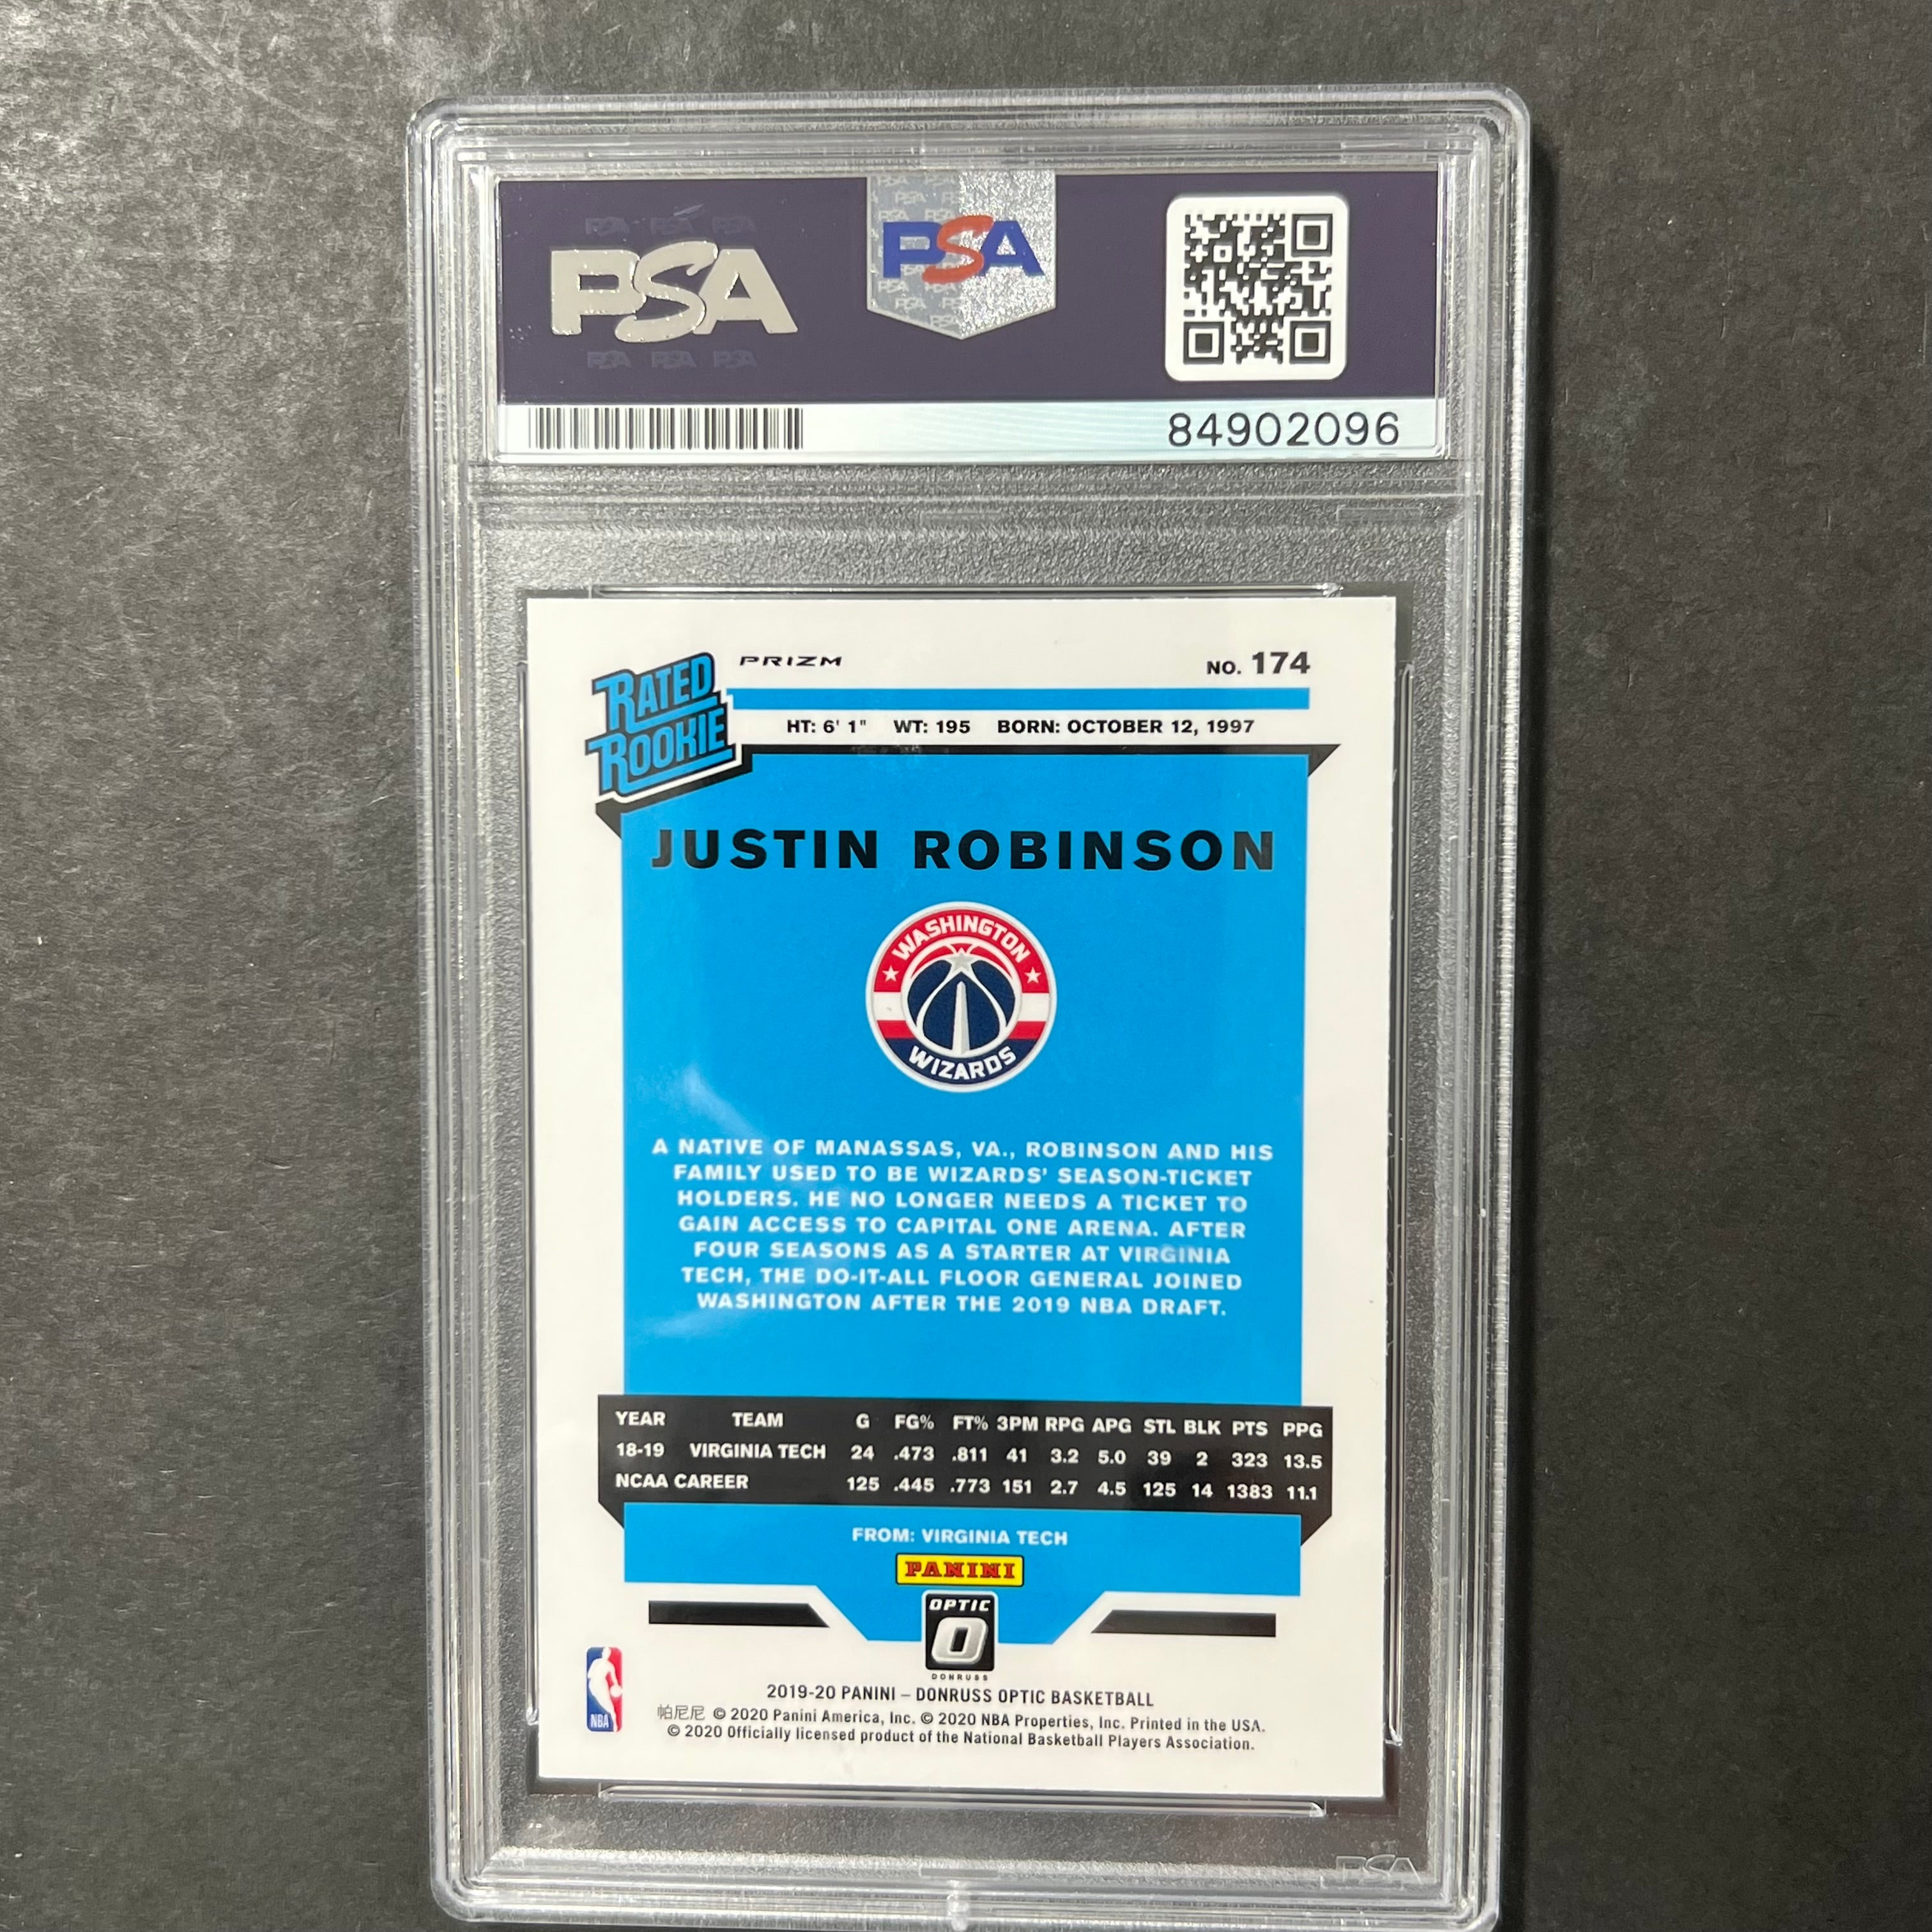 PSA PSA PSA
PSA
PSA PSA PSA
PSA
84902096
RATED
ROOKIE
PRIZM
NO. 174
HT: 6' 1" WT: 195 BORN: OCTOBER 12, 1997
JUSTIN ROBINSON
WASHINGTON
WIZARDS
A NATIVE OF MANASSAS, VA., ROBINSON AND HIS
FAMILY USED TO BE WIZARDS' SEASON-TICKET
HOLDERS. HE NO LONGER NEEDS A TICKET TO
GAIN ACCESS TO CAPITAL ONE ARENA. AFTER
FOUR SEASONS AS A STARTER AT VIRGINIA
TECH, THE DO-IT-ALL FLOOR GENERAL JOINED
WASHINGTON AFTER THE 2019 NBA DRAFT.
YEAR TEAM G FG% FT% 3PM RPG APG STL BLK PTS PPG
18-19 VIRGINIA TECH 24 .473 .811 41 3.2 5.0 39 2 323 13.5
NCAA CAREER 125 .445 .773 151 2.7 4.5 125 14 1383 11.1
FROM: VIRGINIA TECH
PANINI
OPTIC
O
DONRUSS
NBA
2019-20 PANINI – DONRUSS OPTIC BASKETBALL
帕尼尼 © 2020 Panini America, Inc. © 2020 NBA Properties, Inc. Printed in the USA.
© 2020 Officially licensed product of the National Basketball Players Association.
PSA